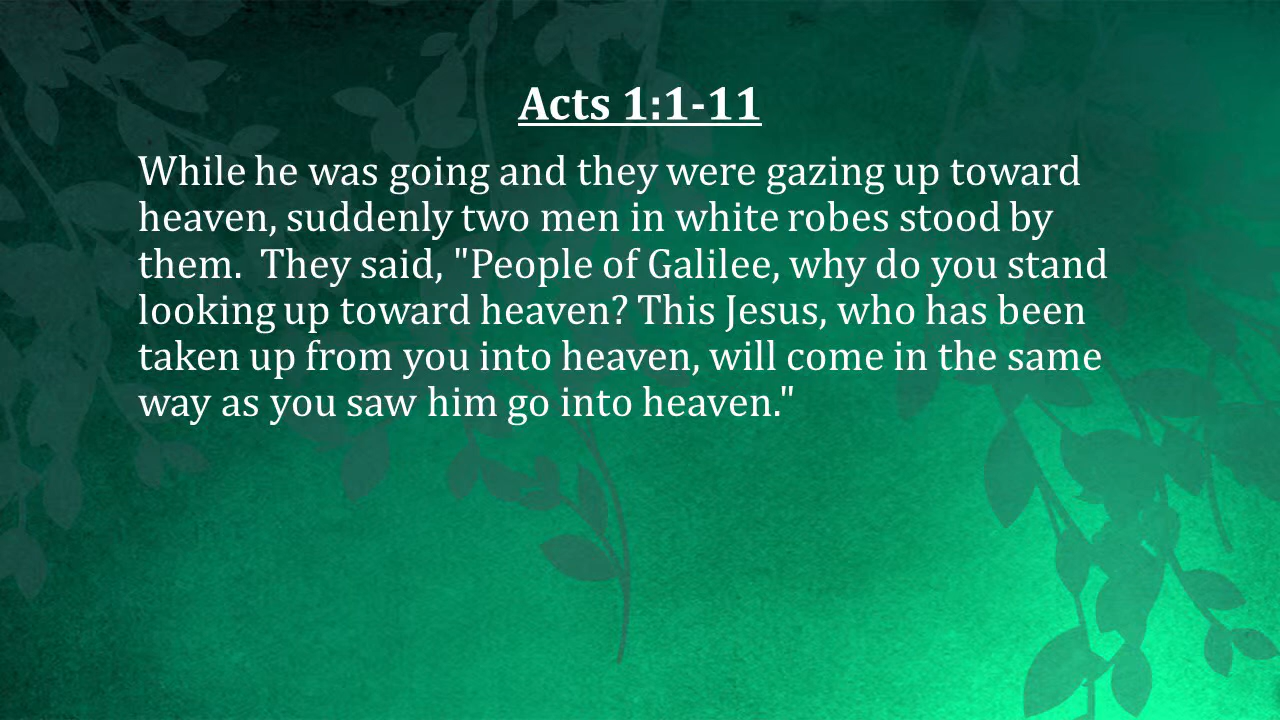 Acts 1:1-11
While he was going and they were gazing up toward
heaven, suddenly two men in white robes stood by
them.  They said, "People of Galilee, why do you stand
looking up toward heaven? This Jesus, who has been
taken up from you into heaven, will come in the same
way as you saw him go into heaven."